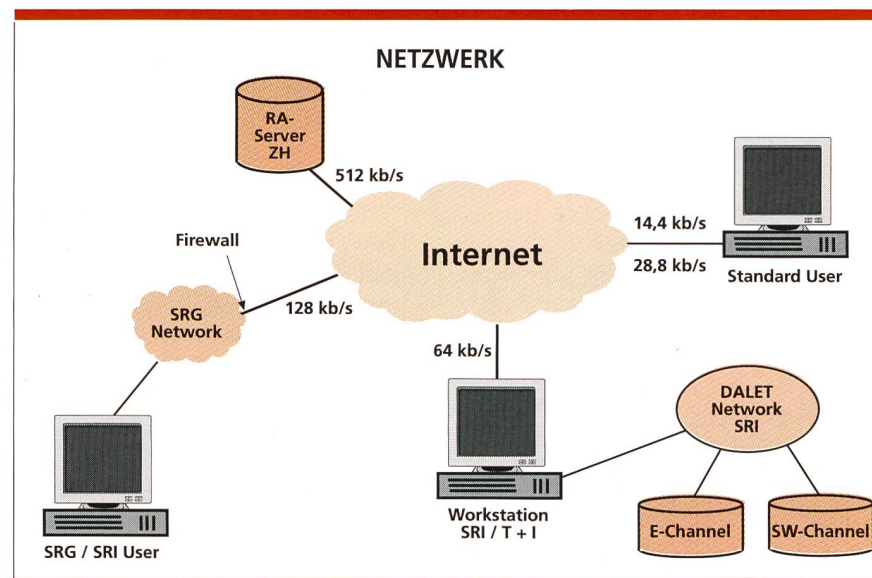 NETZWERK
RA-
Server
ZH
512 kb/s
Internet
14,4 kb/s
28,8 kb/s
Standard User
Firewall
SRG
Network
128 kb/s
64 kb/s
DALET
Network
SRI
SRG / SRI User
Workstation
SRI / T + I
E-Channel
SW-Channel